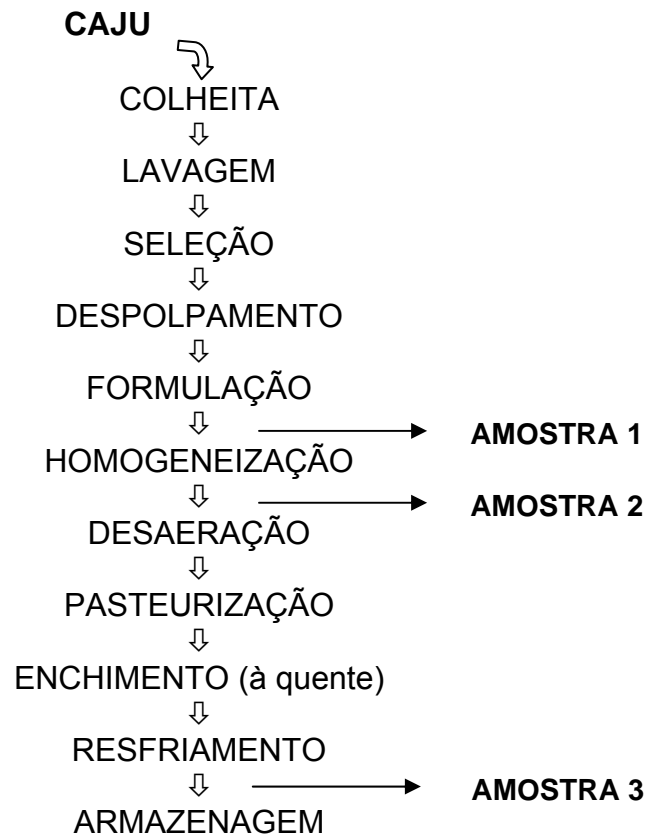 CAJU
COLHEITA
LAVAGEM
SELEÇÃO
DESPOLPAMENTO
FORMULAÇÃO
AMOSTRA 1
HOMOGENEIZAÇÃO
AMOSTRA 2
DESAERAÇÃO
PASTEURIZAÇÃO
ENCHIMENTO (à quente)
RESFRIAMENTO
AMOSTRA 3
ARMAZENAGEM